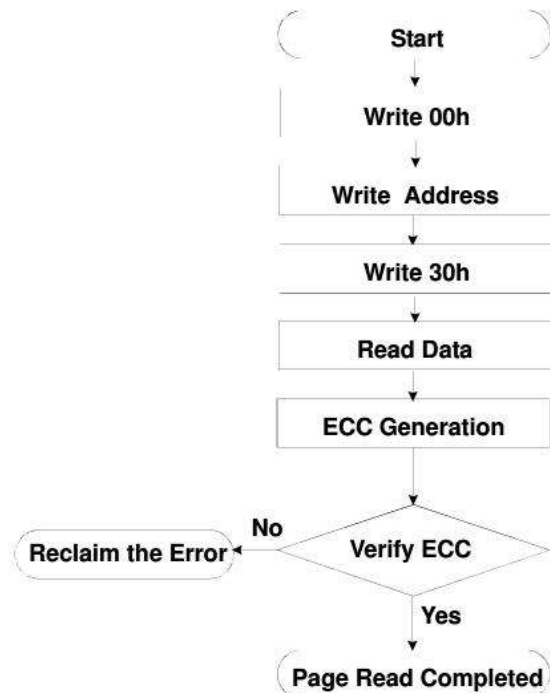 Start
Write 00h
Write Address
Write 30h
Read Data
ECC Generation
No
Reclaim the Error
Verify ECC
Yes
Page Read Completed